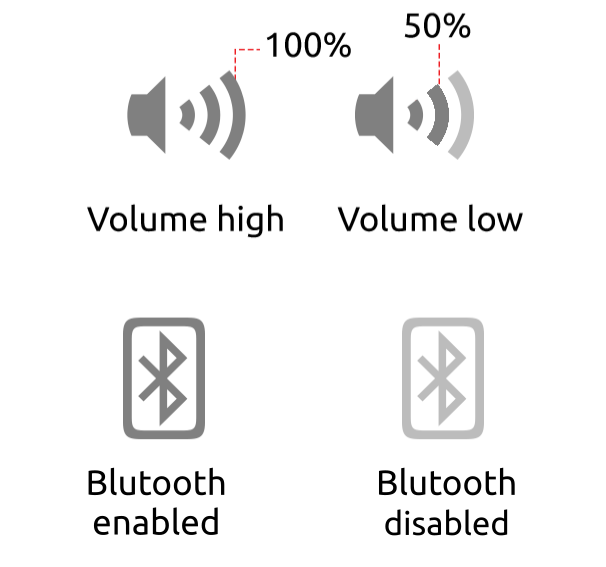 100%
50%
Volume high
Volume low
Blutooth
enabled
Blutooth
disabled